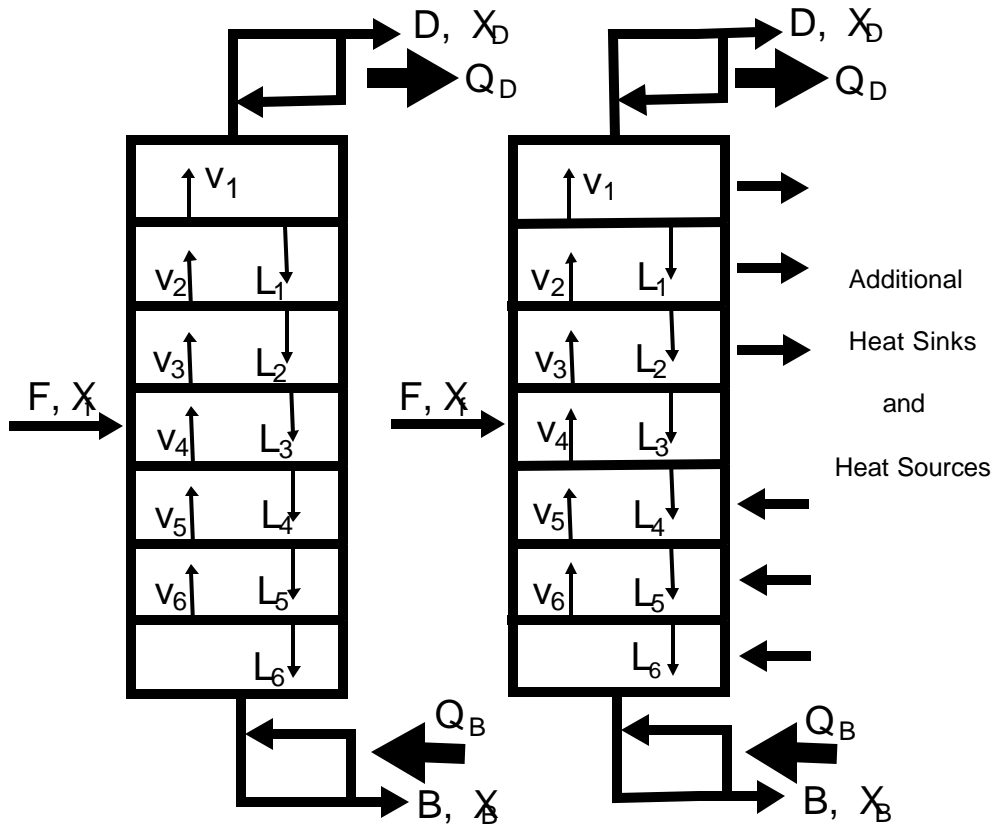 D, X_D
Q_D
v_1
v_2 L_1
v_3 L_2
F, X_f
v_4 L_3
v_5 L_4
v_6 L_5
L_6
Q_B
B, X_B
D, X_D
Q_D
v_1
v_2 L_1
v_3 L_2
F, X_f
v_4 L_3
v_5 L_4
v_6 L_5
L_6
Q_B
B, X_B
Additional
Heat Sinks
and
Heat Sources